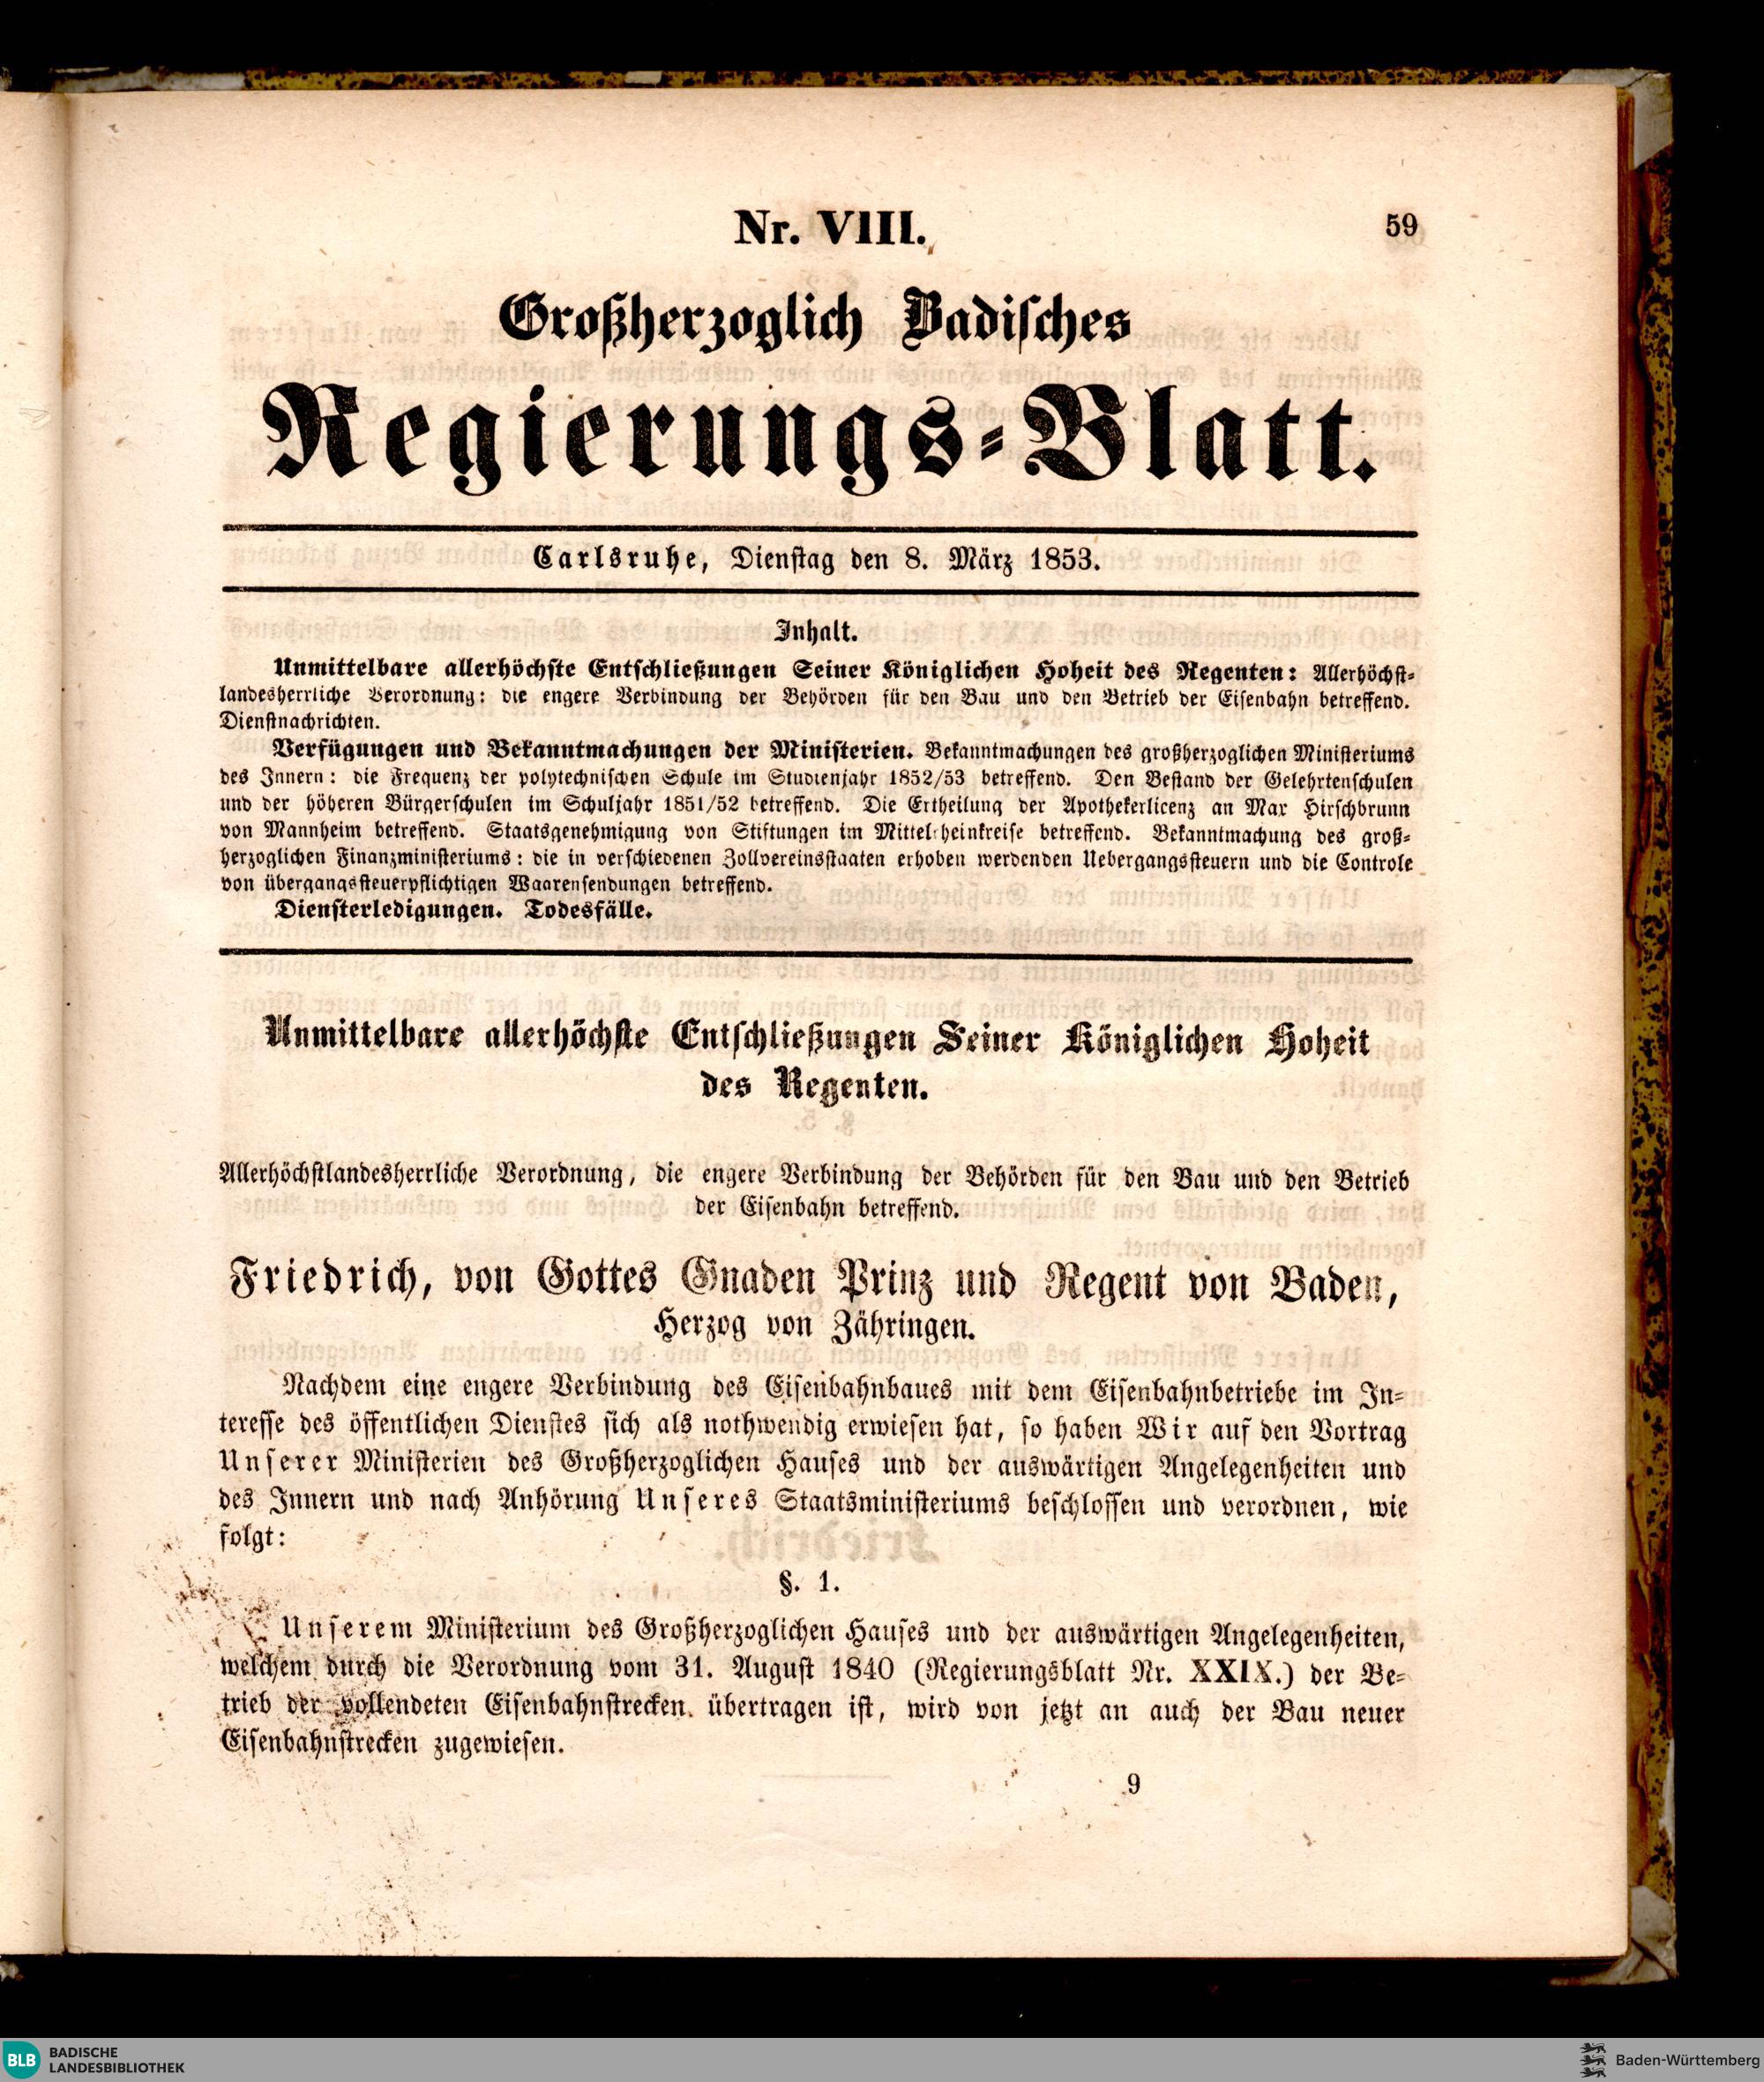 Nr. VIII.
59
Großherzoglich Badisches
Regierungs-Blatt.
Carlsruhe, Dienstag den 8. März 1853.
Inhalt.
Unmittelbare allerhöchste Entschließungen Seiner Königlichen Hoheit des Regenten: Allerhöchst-
landesherrliche Verordnung: die engere Verbindung der Behörden für den Bau und den Betrieb der Eisenbahn betreffend.
Dienstnachrichten.
Verfügungen und Bekanntmachungen der Ministerien. Bekanntmachungen des großherzoglichen Ministeriums
des Innern: die Frequenz der polytechnischen Schule im Studienjahr 1852/53 betreffend. Den Bestand der Gelehrtenschulen
und der höheren Bürgerschulen im Schuljahr 1851/52 betreffend. Die Ertheilung der Apothekerlicenz an Max Hirschbrunn
von Mannheim betreffend. Staatsgenehmigung von Stiftungen im Mittelrheinkreise betreffend. Bekanntmachung des groß-
herzoglichen Finanzministeriums: die in verschiedenen Zollvereinsstaaten erhoben werdenden Uebergangssteuern und die Controle
von übergangssteuerpflichtigen Waarensendungen betreffend.
Diensterledigungen. Todesfälle.
Unmittelbare allerhöchste Entschließungen Seiner Königlichen Hoheit
des Regenten.
Allerhöchstlandesherrliche Verordnung, die engere Verbindung der Behörden für den Bau und den Betrieb
der Eisenbahn betreffend.
Friedrich, von Gottes Gnaden Prinz und Regent von Baden,
Herzog von Zähringen.
Nachdem eine engere Verbindung des Eisenbahnbaues mit dem Eisenbahnbetriebe im In-
teresse des öffentlichen Dienstes sich als nothwendig erwiesen hat, so haben Wir auf den Vortrag
Unserer Ministerien des Großherzoglichen Hauses und der auswärtigen Angelegenheiten und
des Innern und nach Anhörung Unseres Staatsministeriums beschlossen und verordnen, wie
folgt:
§. 1.
Unserem Ministerium des Großherzoglichen Hauses und der auswärtigen Angelegenheiten,
welchem durch die Verordnung vom 31. August 1840 (Regierungsblatt Nr. XXIX.) der Be-
trieb der vollendeten Eisenbahnstrecken übertragen ist, wird von jetzt an auch der Bau neuer
Eisenbahnstrecken zugewiesen.
9
BLB BADISCHE
LANDESBIBLIOTHEK
Baden-Württemberg